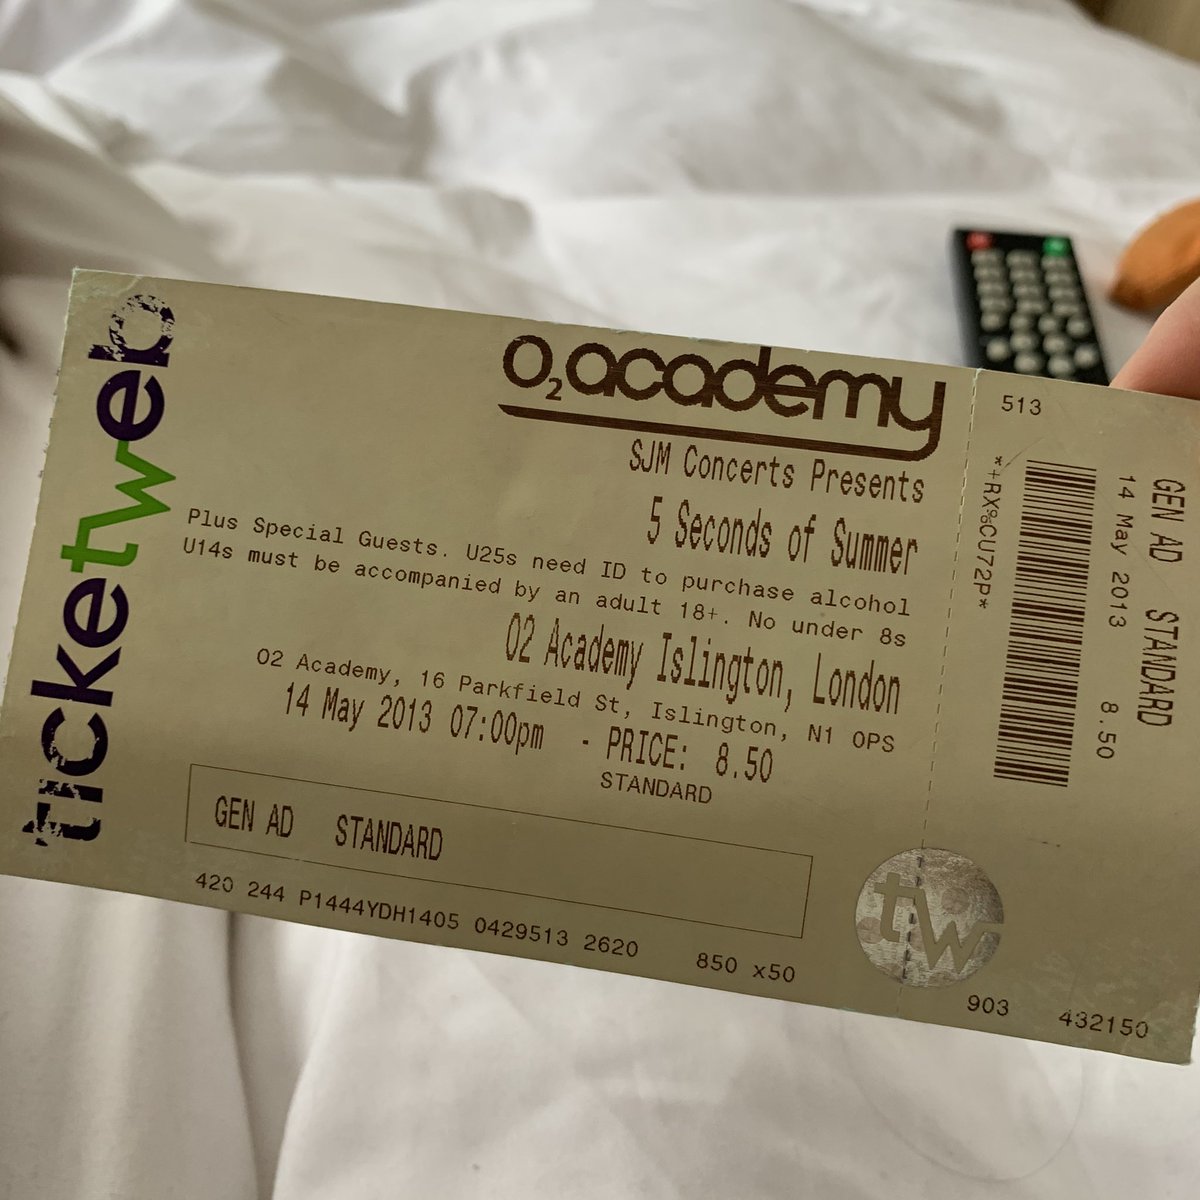 ticketweb
O2 academy
SJM Concerts Presents
5 Seconds of Summer
Plus Special Guests. U25s need ID to purchase alcohol
U14s must be accompanied by an adult 18+. No under 8s
O2 Academy Islington, London
O2 Academy, 16 Parkfield St, Islington, N1 0PS
14 May 2013 07:00pm - PRICE: 8.50
STANDARD
GEN AD STANDARD
420 244 P1444YDH1405 0429513 2620 850 x50
tw
513
*+RX%CU72P*
14 May 2013 8.50
GEN AD STANDARD
903 432150